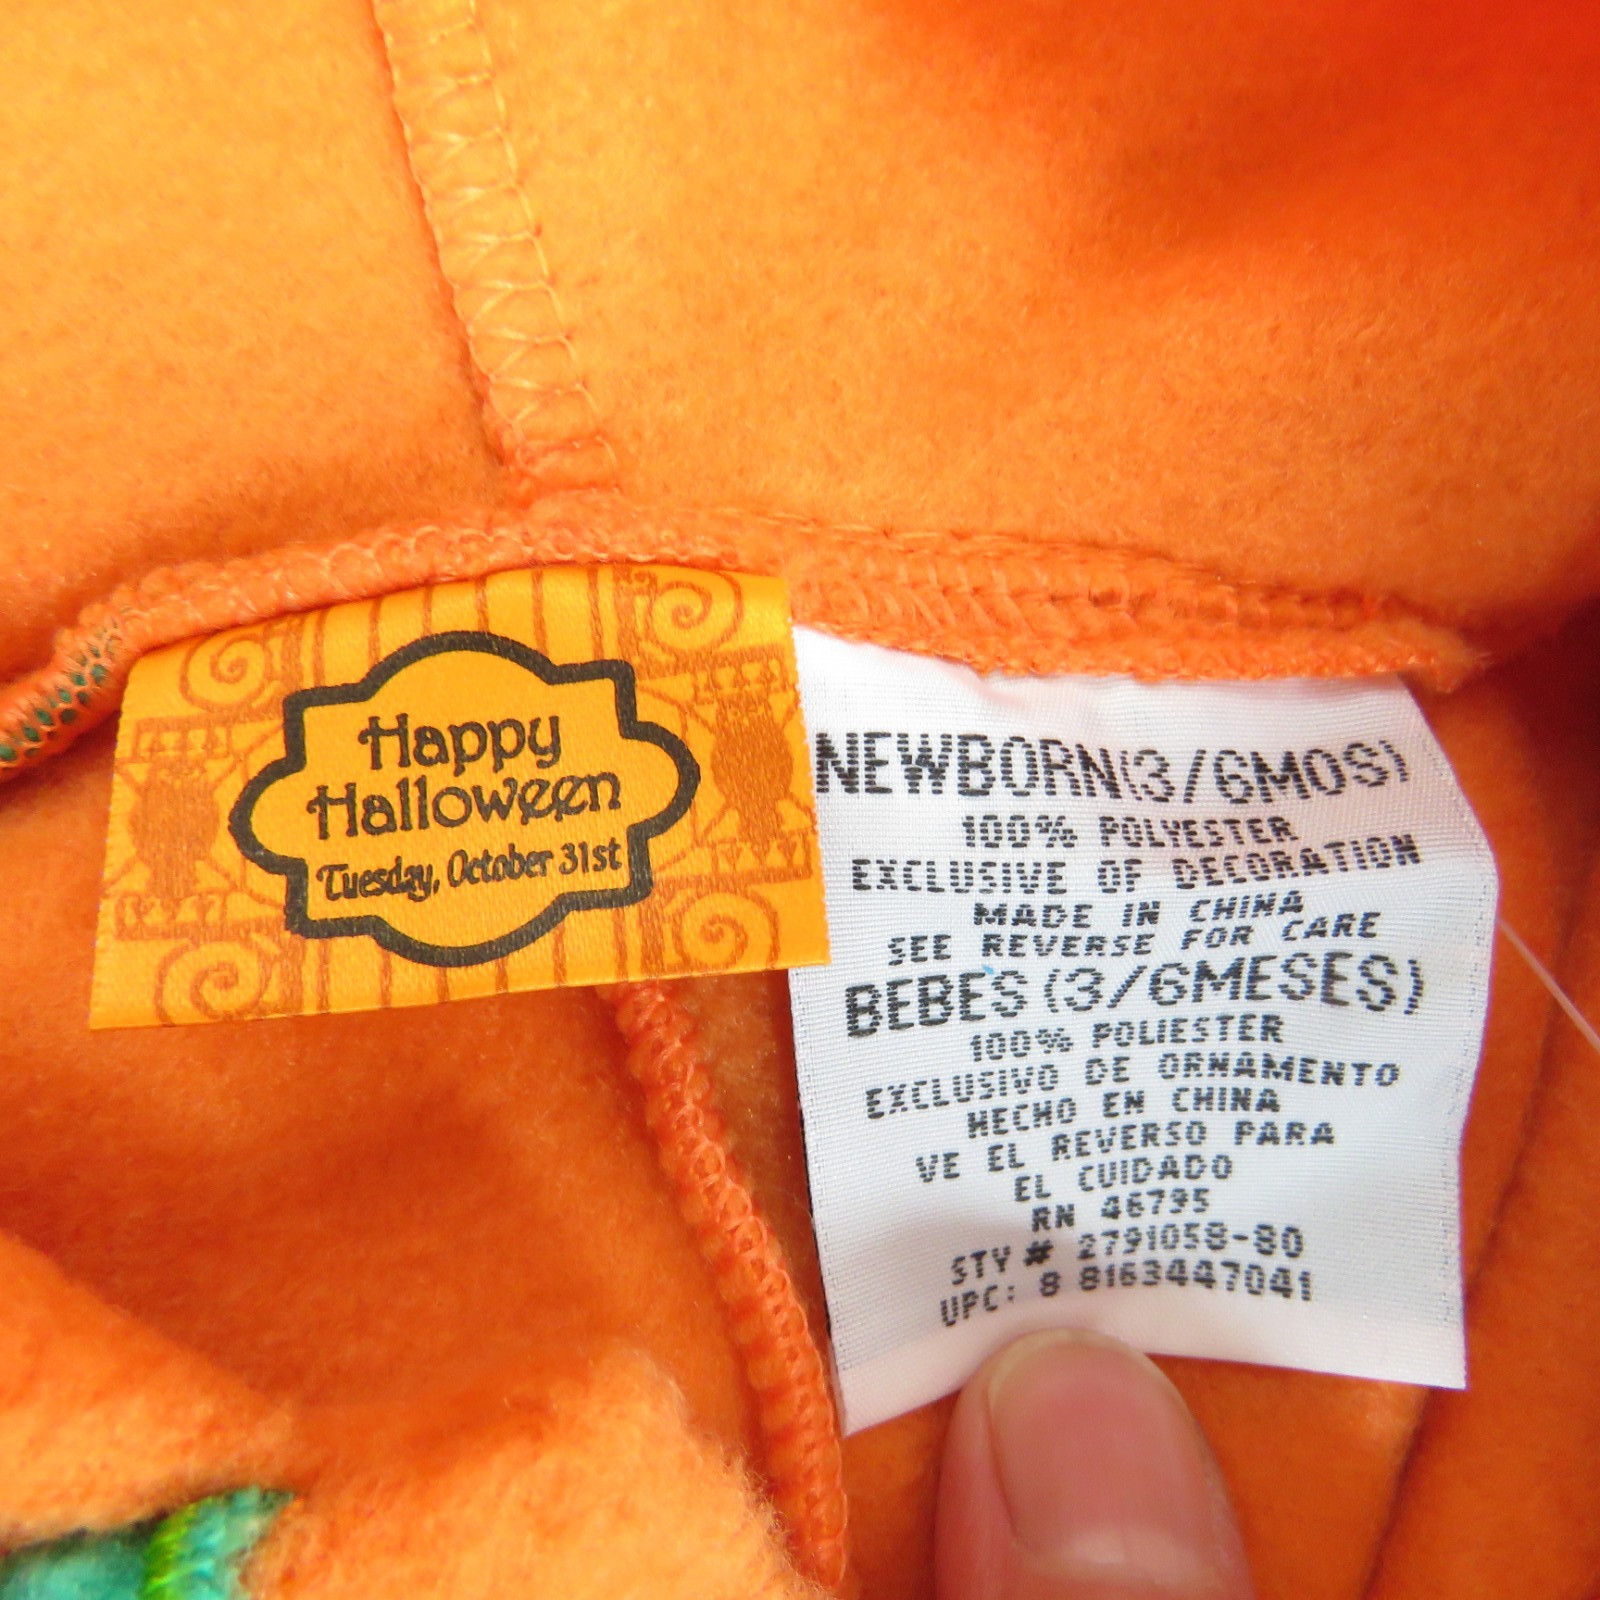 Happy
Halloween
Tuesday, October 31st
NEWBORN(3/6MOS)
100% POLYESTER
EXCLUSIVE OF DECORATION
MADE IN CHINA
SEE REVERSE FOR CARE
BEBÉS (3/6MESES)
100% POLIESTER
EXCLUSIVO DE ORNAMENTO
HECHO EN CHINA
VE EL REVERSO PARA
EL CUIDADO
RN 46795
STY # 2791058-80
UPC: 8 8163447041